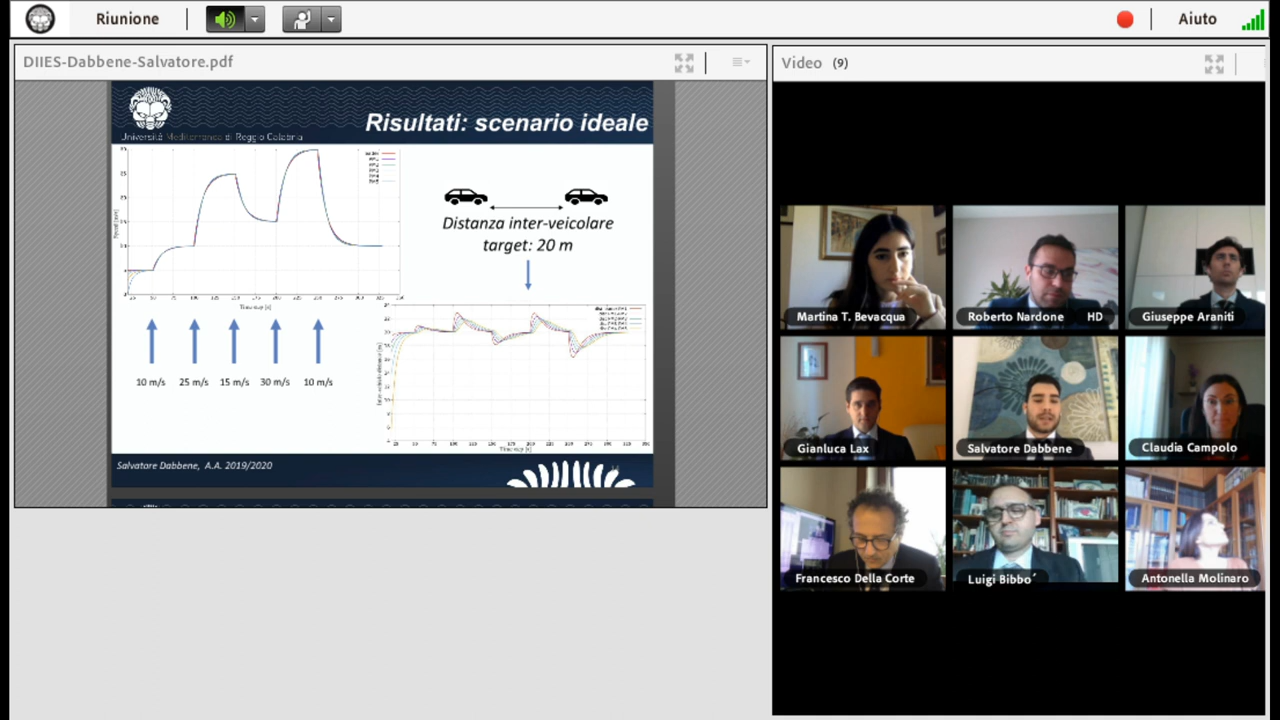 Riunione
Aiuto
DIIES-Dabbene-Salvatore.pdf
Video (9)
Università Mediterranea di Reggio Calabria
Risultati: scenario ideale
Distanza inter-veicolare
target: 20 m
10 m/s 25 m/s 15 m/s 30 m/s 10 m/s
Salvatore Dabbene, A.A. 2019/2020
Martina T. Bevacqua
Roberto Nardone HD
Giuseppe Araniti
Gianluca Lax
Salvatore Dabbene
Claudia Campolo
Francesco Della Corte
Luigi Bibbo´
Antonella Molinaro